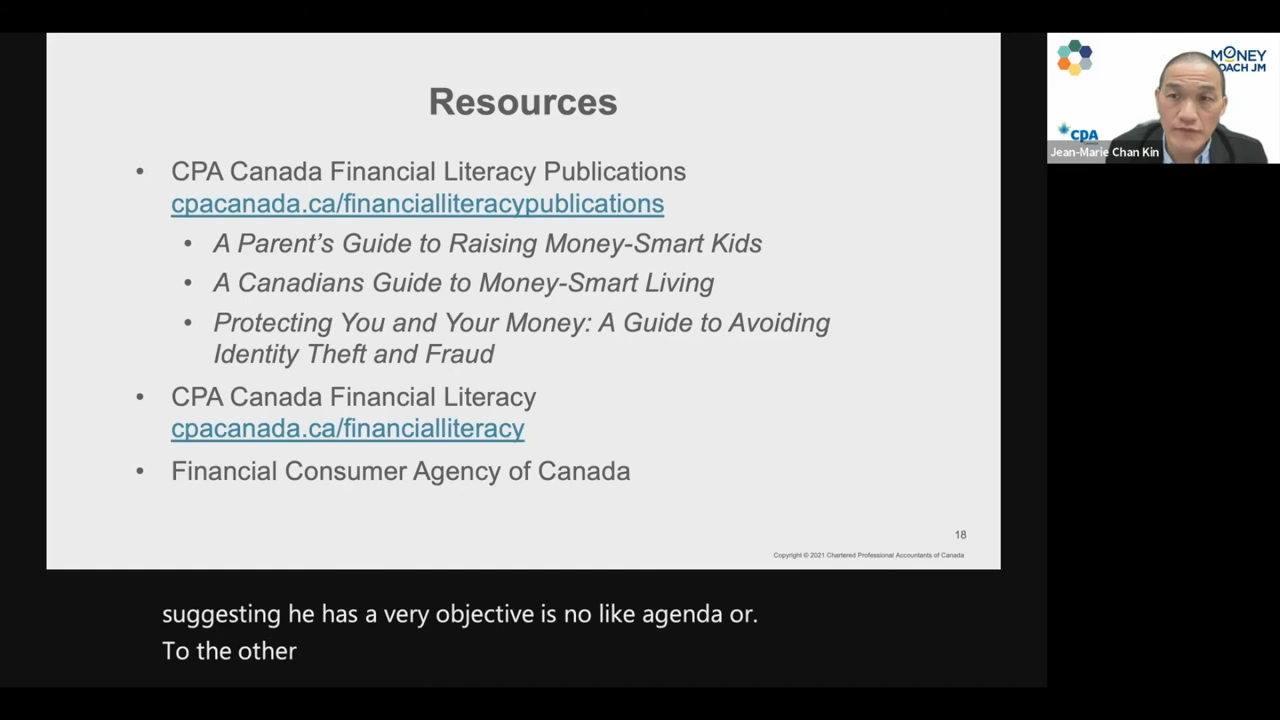 Resources
• CPA Canada Financial Literacy Publications
cpacanada.ca/financialliteracypublications
• A Parent's Guide to Raising Money-Smart Kids
• A Canadians Guide to Money-Smart Living
• Protecting You and Your Money: A Guide to Avoiding
Identity Theft and Fraud
• CPA Canada Financial Literacy
cpacanada.ca/financialliteracy
• Financial Consumer Agency of Canada
18
Copyright © 2021 Chartered Professional Accountants of Canada
MONEY
OACH JM
CPA
Jean-Marie Chan Kin
suggesting he has a very objective is no like agenda or.
To the other